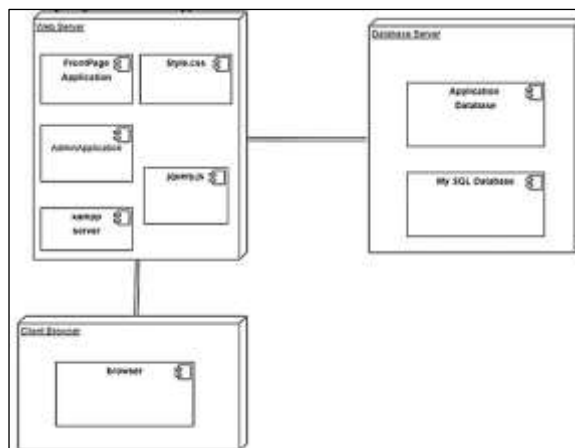 Web Server
FrontPage
Application
Style.css
AdminApplication
jquery.js
xampp
server
Database Server
Application
Database
My SQL Database
Client Browser
browser